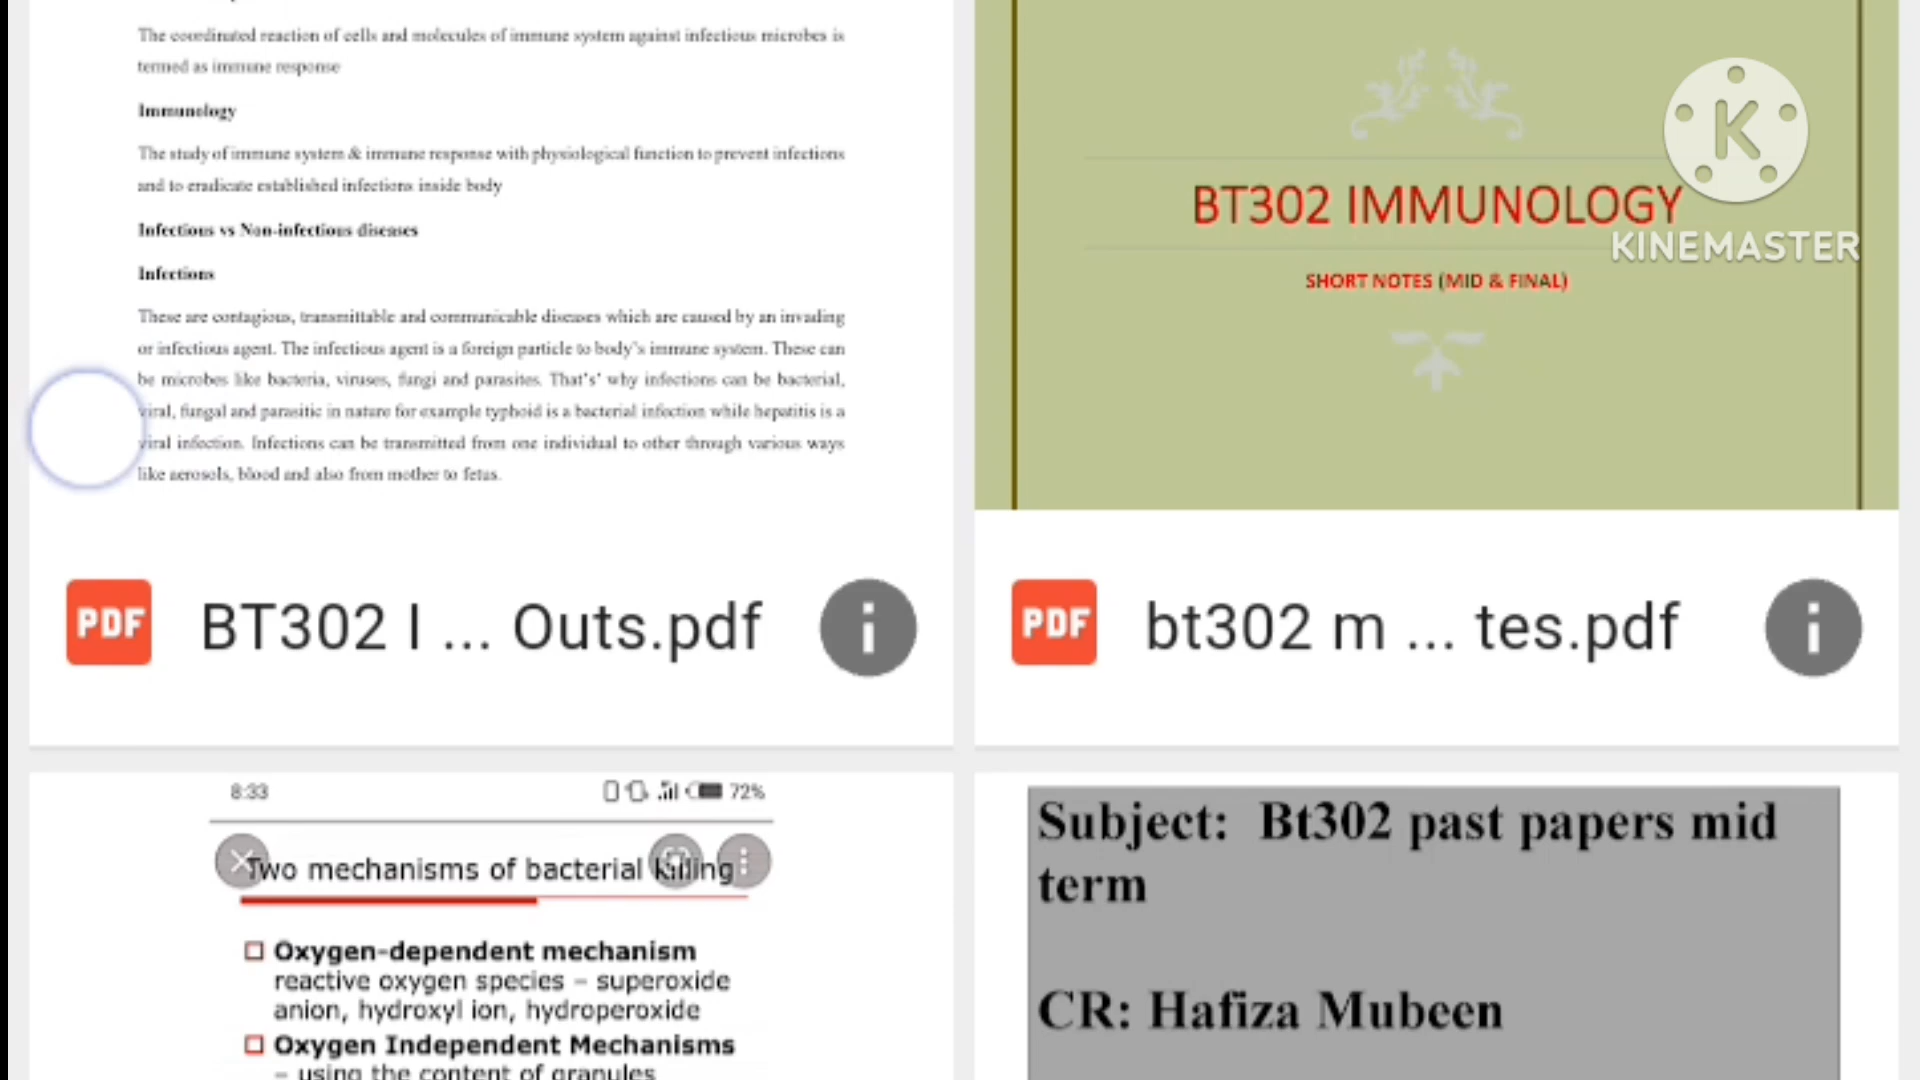 The coordinated reaction of cells and molecules of immune system against infectious microbes is
termed as immune response
Immunology
The study of immune system & immune response with physiological function to prevent infections
and to eradicate established infections inside body
Infectious vs Non-infectious diseases
Infections
These are contagious, transmittable and communicable diseases which are caused by an invading
or infectious agent. The infectious agent is a foreign particle to body's immune system. These can
be microbes like bacteria, viruses, fungi and parasites. That's' why infections can be bacterial,
viral, fungal and parasitic in nature for example typhoid is a bacterial infection while hepatitis is a
viral infection. Infections can be transmitted from one individual to other through various ways
like aerosols, blood and also from mother to fetus.
PDF BT302 I ... Outs.pdf i
BT302 IMMUNOLOGY
SHORT NOTES (MID & FINAL)
K
KINEMASTER
PDF bt302 m ... tes.pdf i
8:33 72%
Two mechanisms of bacterial killing
Oxygen-dependent mechanism
reactive oxygen species – superoxide
anion, hydroxyl ion, hydroperoxide
Oxygen Independent Mechanisms
– using the content of granules
Subject: Bt302 past papers mid
term
CR: Hafiza Mubeen